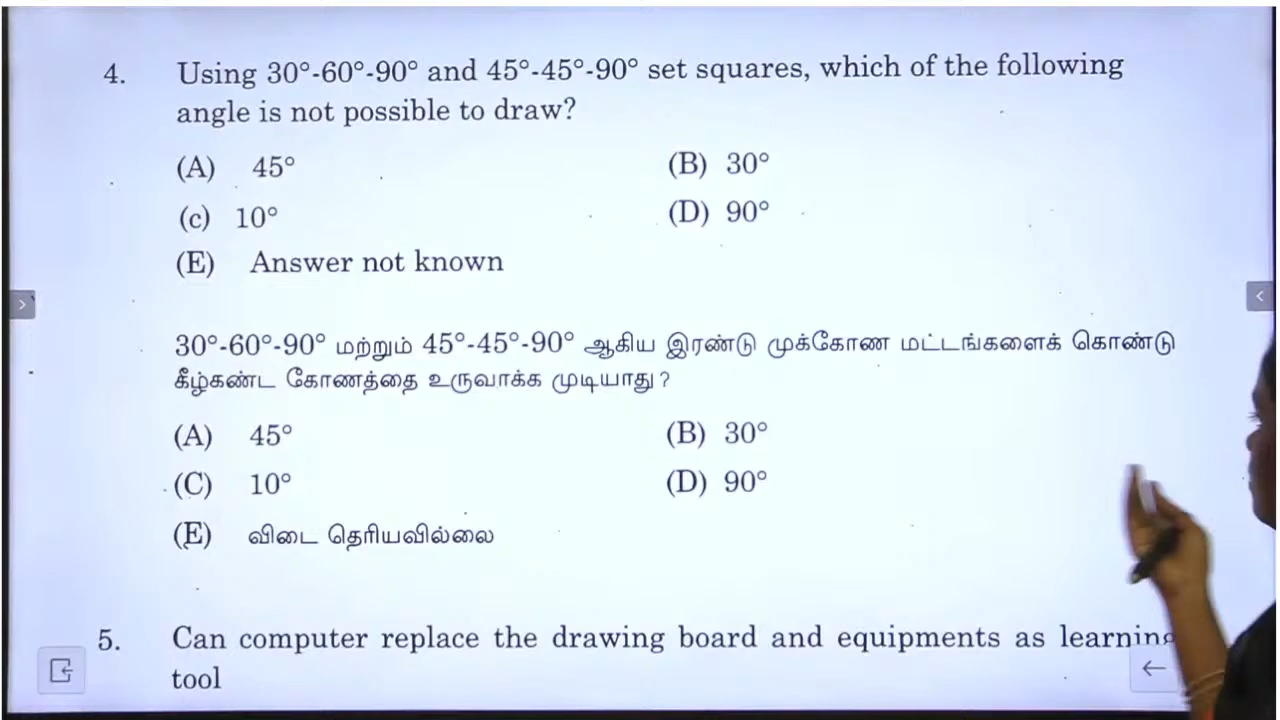 4. Using 30°-60°-90° and 45°-45°-90° set squares, which of the following
angle is not possible to draw?
(A) 45° (B) 30°
(c) 10° (D) 90°
(E) Answer not known
30°-60°-90° மற்றும் 45°-45°-90° ஆகிய இரண்டு முக்கோண மட்டங்களைக் கொண்டு
கீழ்கண்ட கோணத்தை உருவாக்க முடியாது?
(A) 45° (B) 30°
(C) 10° (D) 90°
(E) விடை தெரியவில்லை
5. Can computer replace the drawing board and equipments as learning
tool